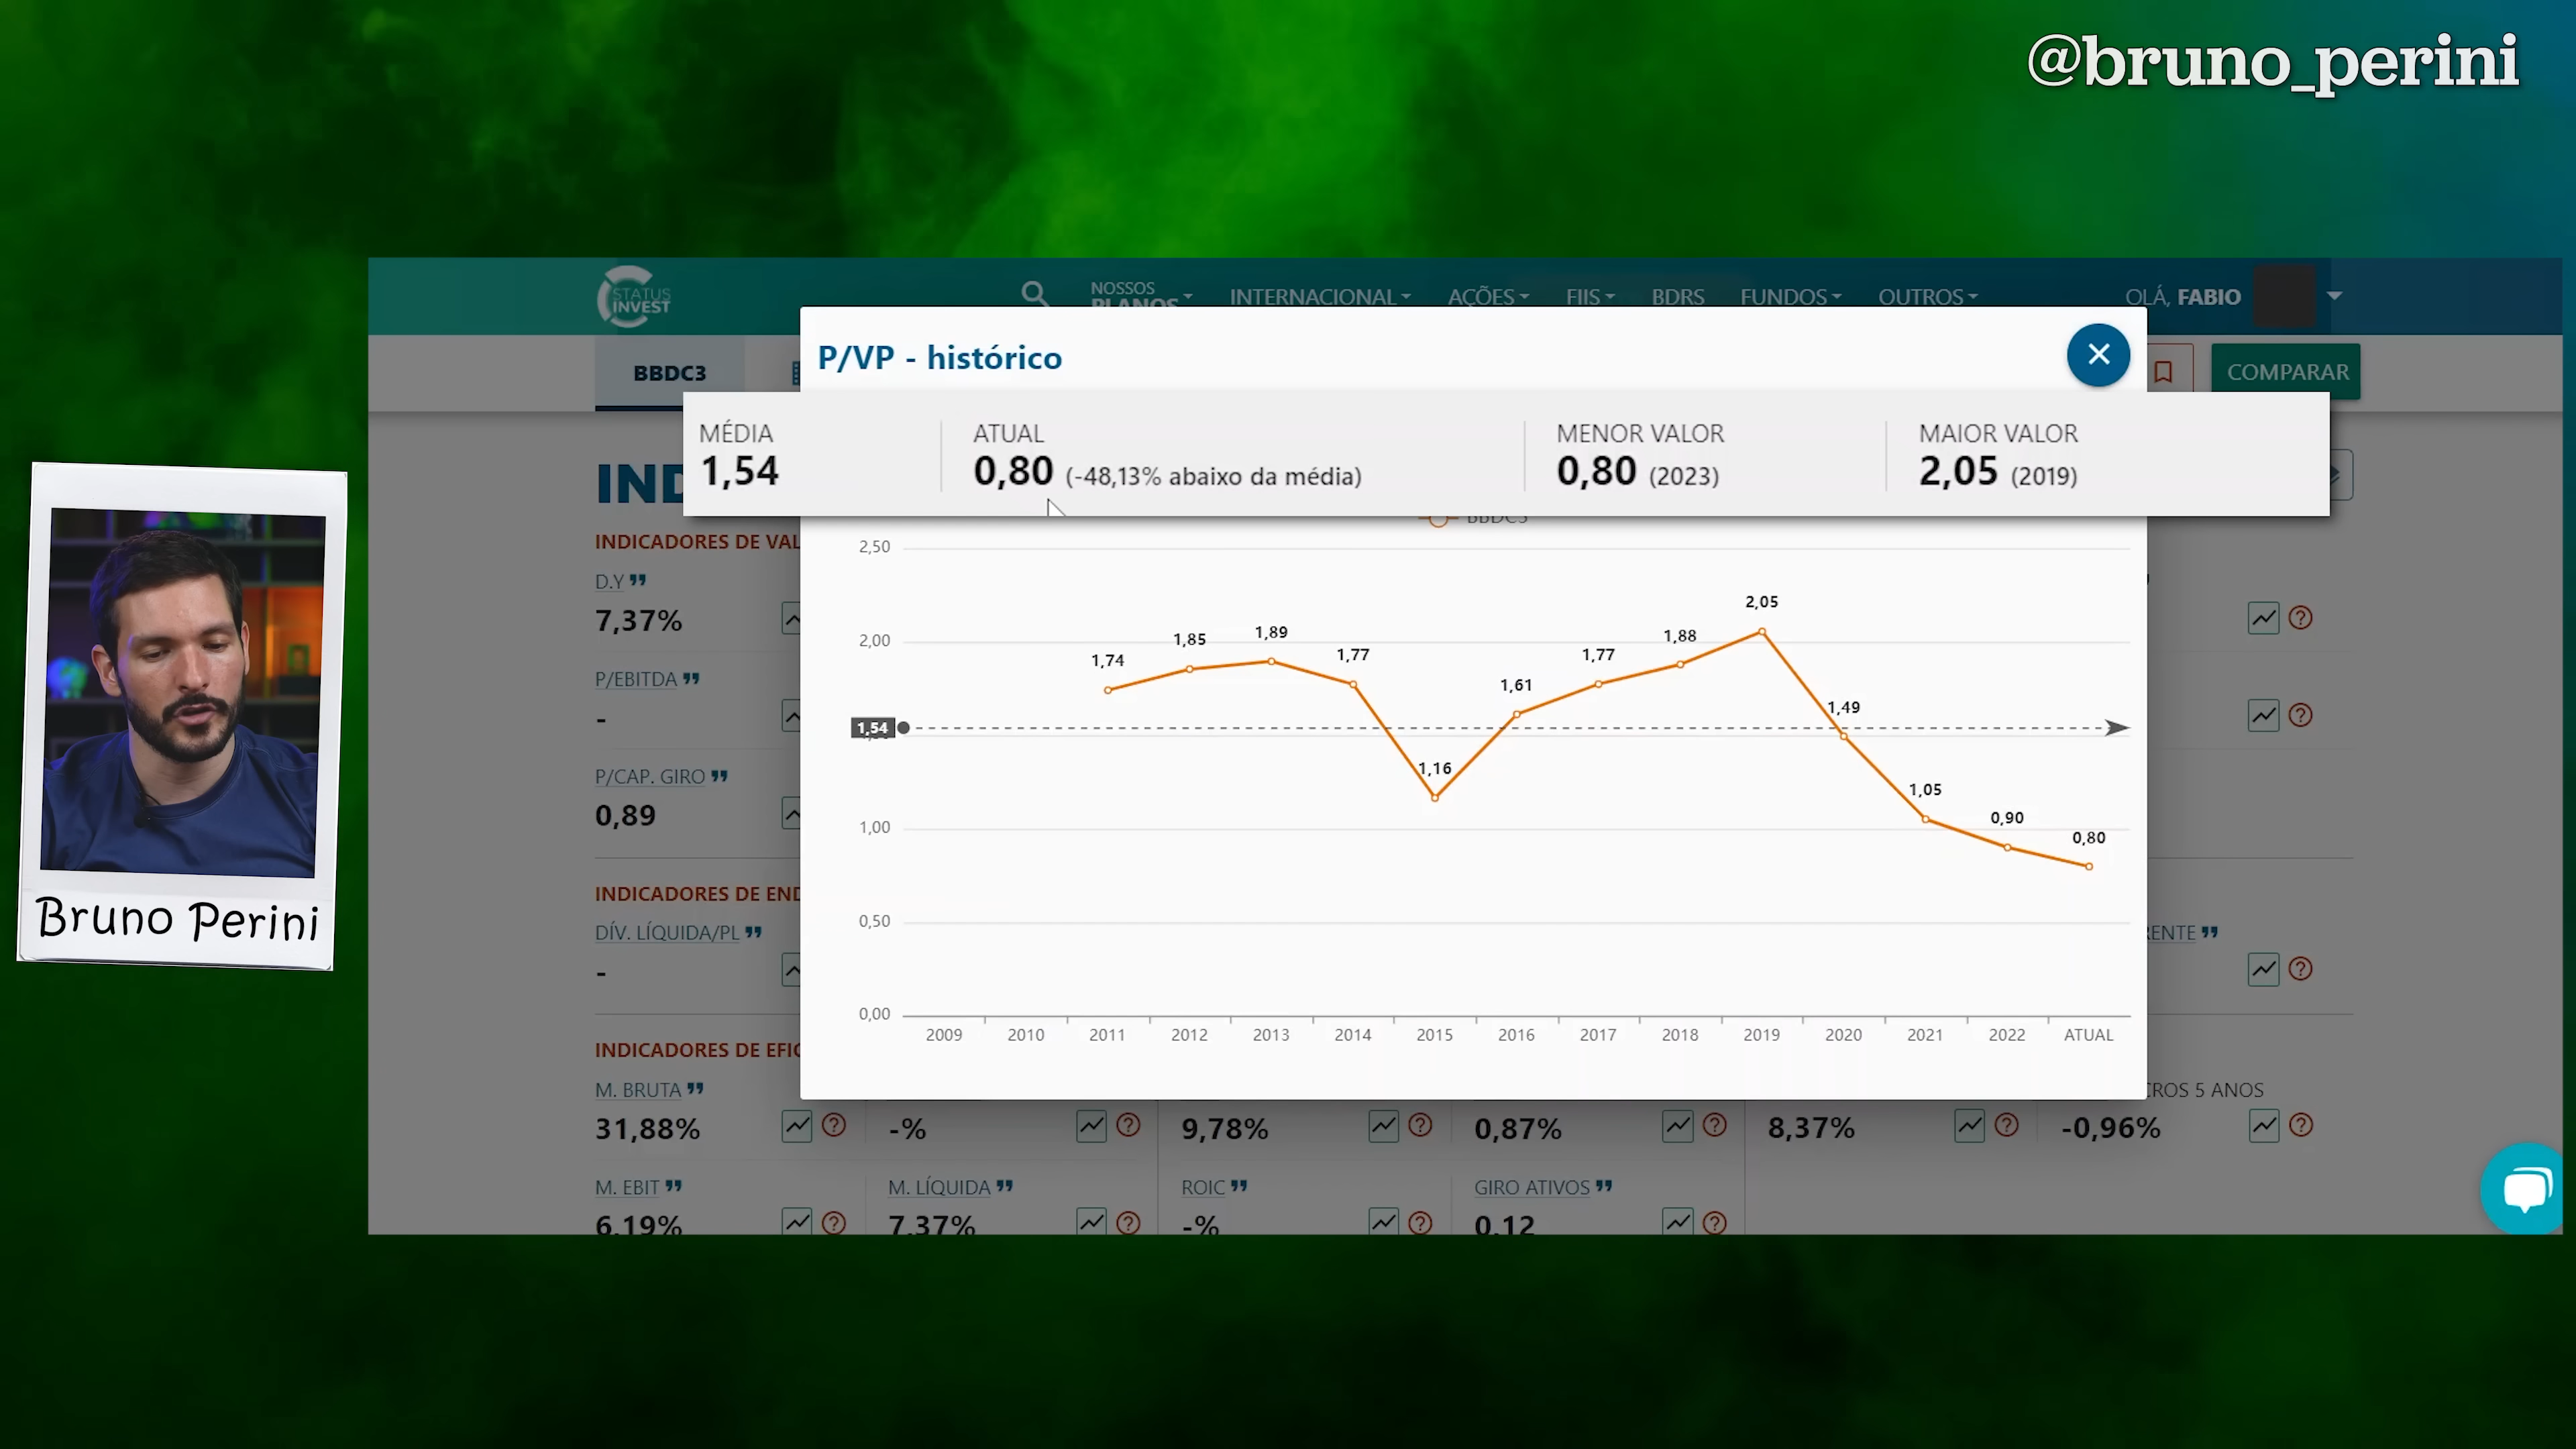 @bruno_perini
STATUS
INVEST
NOSSOS
PLANOS
INTERNACIONAL
AÇÕES
FIIS
BDRS
FUNDOS
OUTROS
OLÁ, FABIO
BBDC3
COMPARAR
P/VP - histórico
MÉDIA
1,54
ATUAL
0,80 (-48,13% abaixo da média)
MENOR VALOR
0,80 (2023)
MAIOR VALOR
2,05 (2019)
BBDC3
IND
INDICADORES DE VAL
D.Y
7,37%
P/EBITDA
-
P/CAP. GIRO
0,89
INDICADORES DE END
DÍV. LÍQUIDA/PL
-
RENTE
INDICADORES DE EFIC
M. BRUTA
31,88%
-%
9,78%
0,87%
8,37%
CROS 5 ANOS
-0,96%
M. EBIT
6,19%
M. LÍQUIDA
7,37%
ROIC
-%
GIRO ATIVOS
0,12
2,50
2,00
1,54
1,00
0,50
0,00
1,74
1,85
1,89
1,77
1,16
1,61
1,77
1,88
2,05
1,49
1,05
0,90
0,80
2009
2010
2011
2012
2013
2014
2015
2016
2017
2018
2019
2020
2021
2022
ATUAL
Bruno Perini